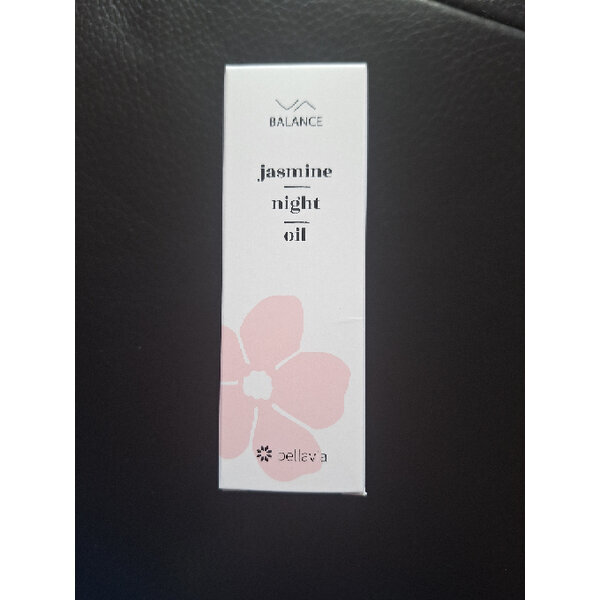 BALANCE
jasmine
night
oil
bellavia